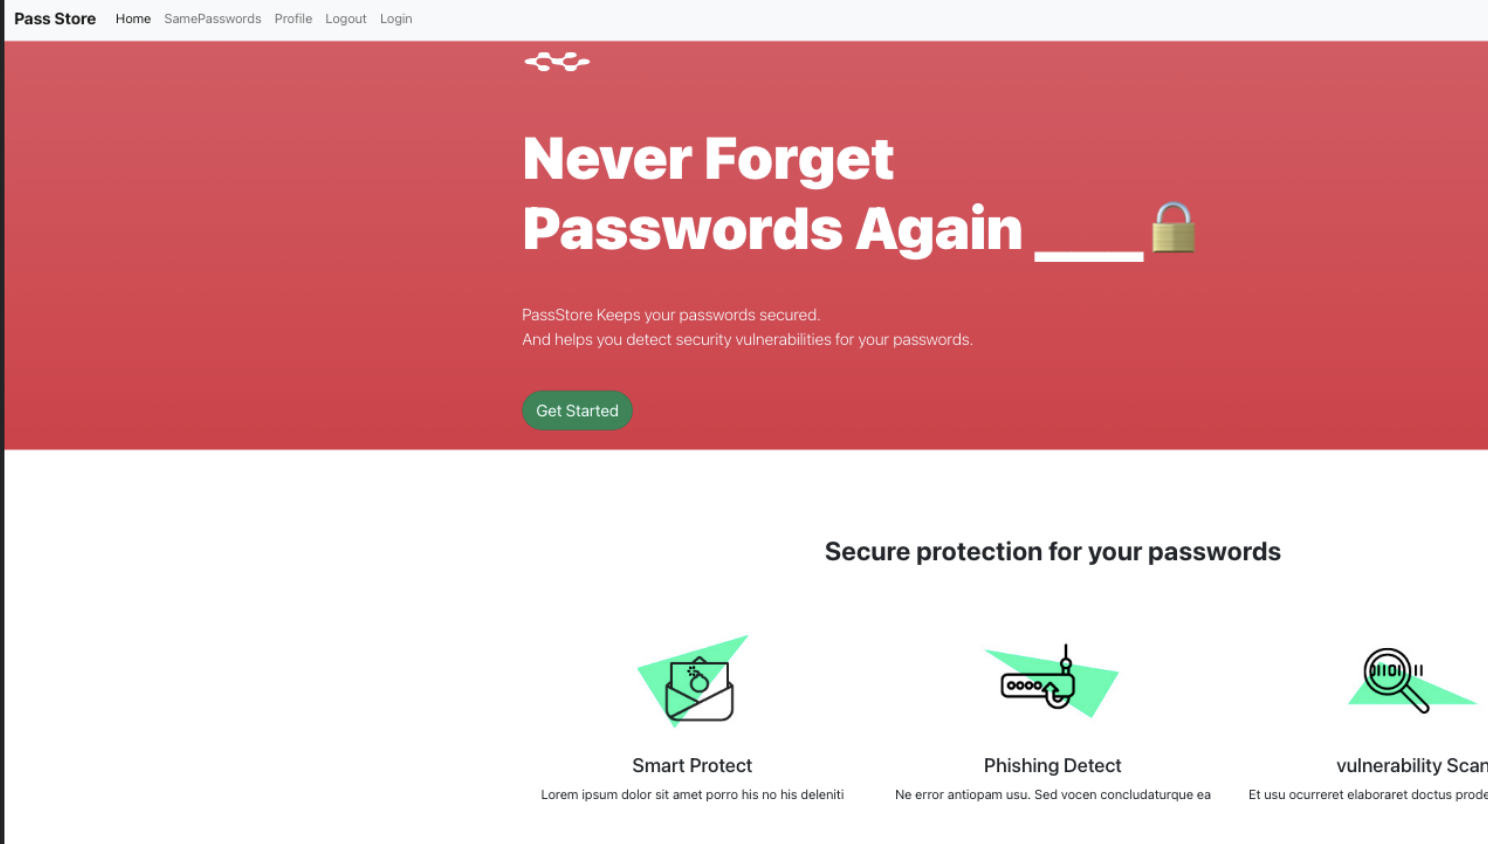 Pass Store Home SamePasswords Profile Logout Login
Never Forget
Passwords Again ____
PassStore Keeps your passwords secured.
And helps you detect security vulnerabilities for your passwords.
Get Started
Secure protection for your passwords
Smart Protect
Lorem ipsum dolor sit amet porro his no his deleniti
Phishing Detect
Ne error antiopam usu. Sed vocen concludaturque ea
vulnerability Scan
Et usu ocurreret elaboraret doctus prode